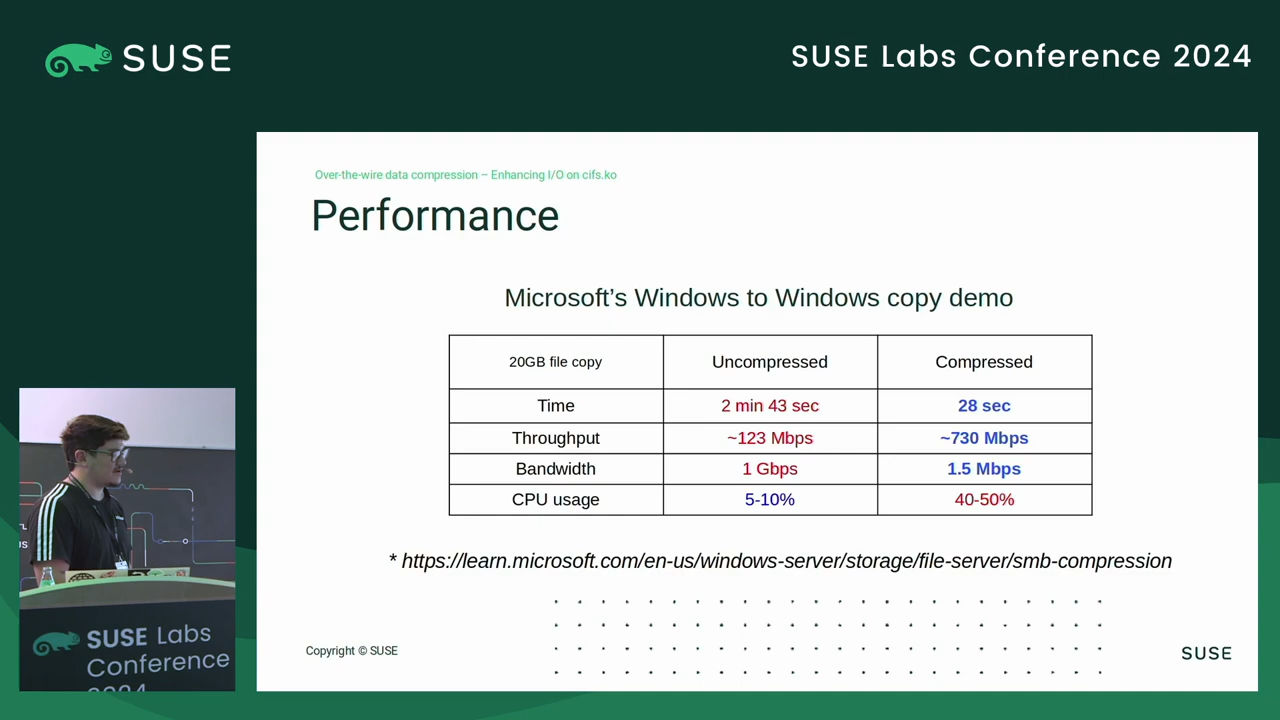 SUSE
SUSE Labs Conference 2024
Over-the-wire data compression – Enhancing I/O on cifs.ko
Performance
Microsoft's Windows to Windows copy demo
20GB file copy Uncompressed Compressed
Time 2 min 43 sec 28 sec
Throughput ~123 Mbps ~730 Mbps
Bandwidth 1 Gbps 1.5 Mbps
CPU usage 5-10% 40-50%
* https://learn.microsoft.com/en-us/windows-server/storage/file-server/smb-compression
Copyright © SUSE
SUSE
SUSE Labs
Conference
2024